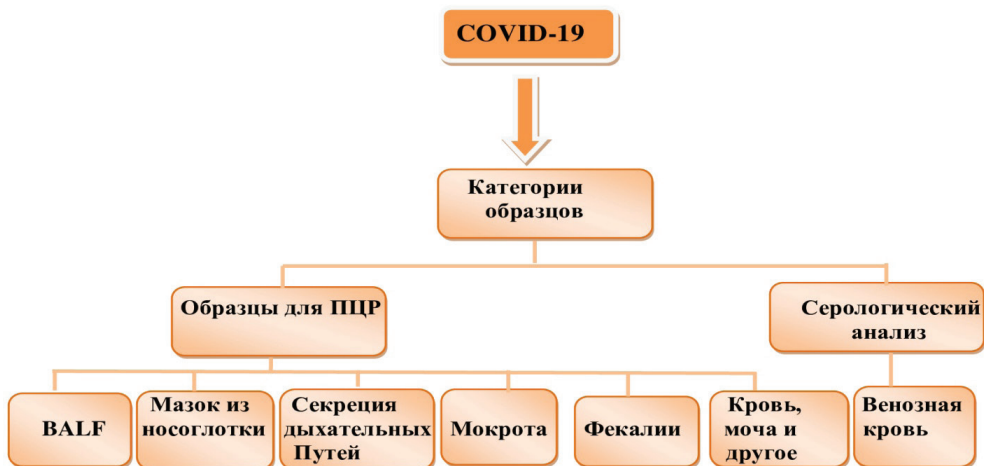 COVID-19
Категории
образцов
Образцы для ПЦР
Серологический
анализ
BALF
Мазок из
носоглотки
Секреция
дыхательных
Путей
Мокрота
Фекалии
Кровь,
моча и
другое
Венозная
кровь